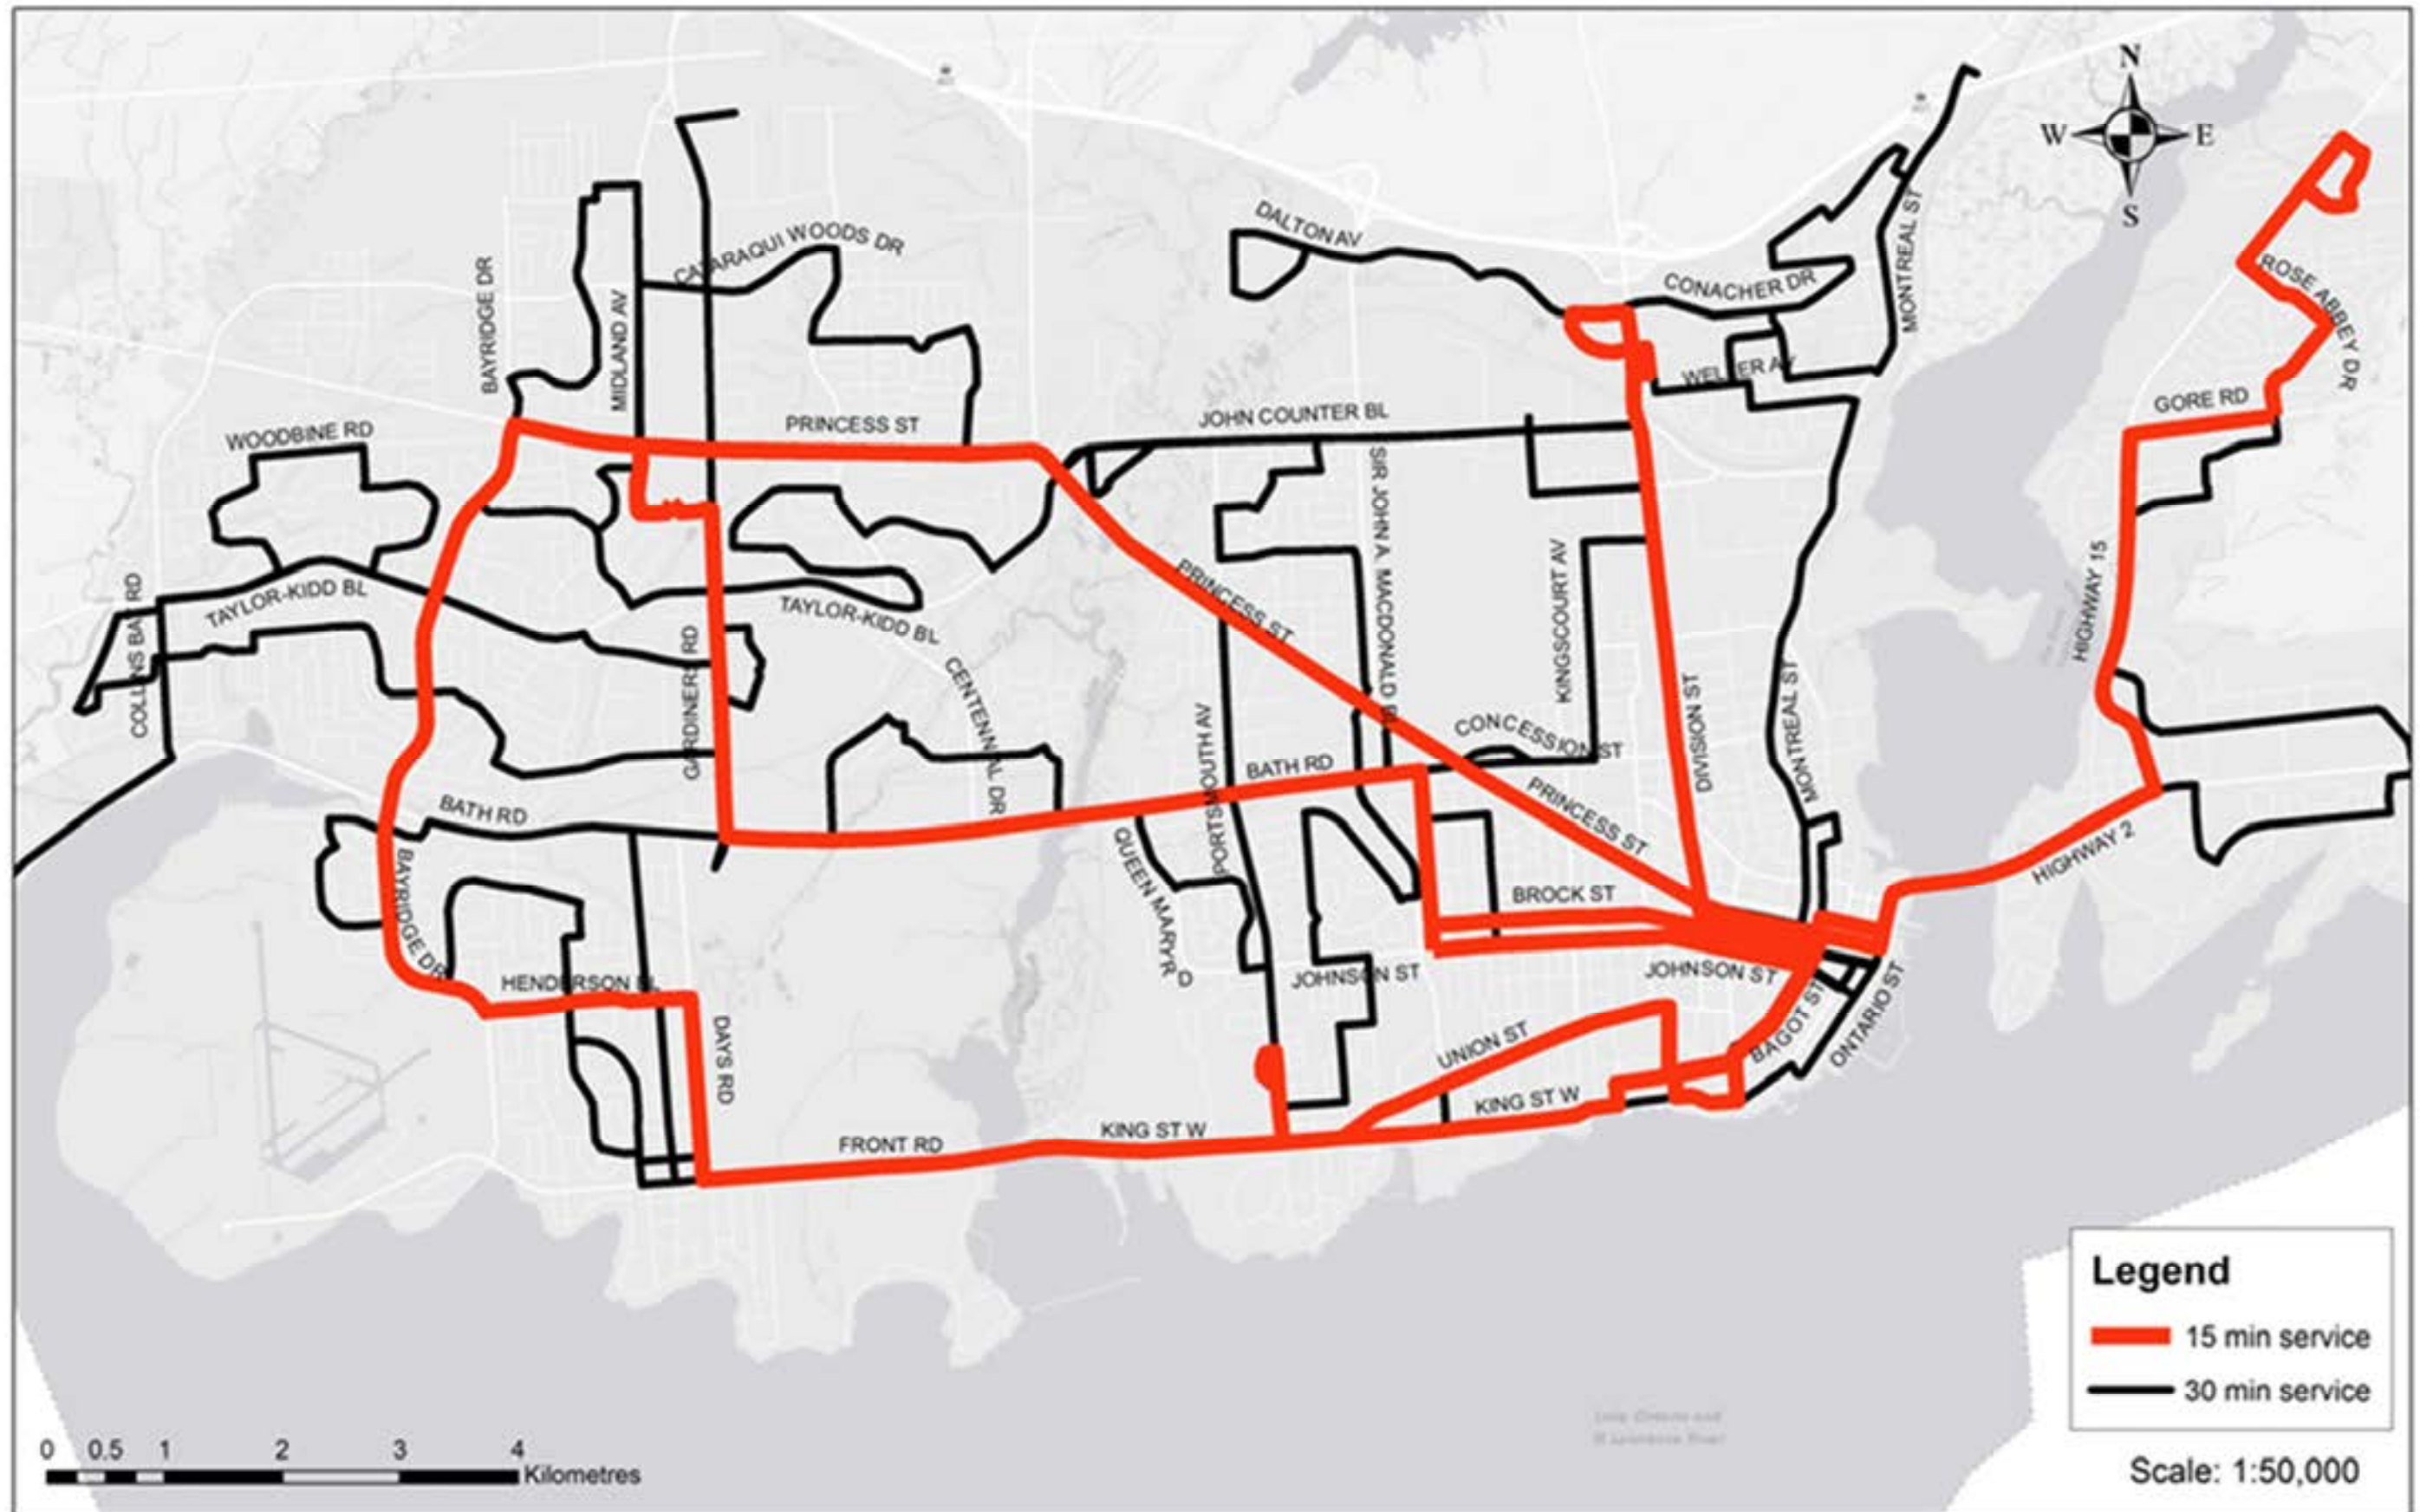 N
W E
S
DALTON AV
CATARAQUI WOODS DR
MONTREAL ST
CONACHER DR
ROSE ABBEY DR
BAYRIDGE DR
MIDLAND AV
WELLER AV
GORE RD
PRINCESS ST
JOHN COUNTER BL
WOODBINE RD
SIR JOHN A. MACDONALD BL
HIGHWAY 15
KINGSCOURT AV
PRINCESS ST
COLLINS BAY RD
TAYLOR-KIDD BL
TAYLOR-KIDD BL
GARDINERS RD
CENTENNIAL DR
DIVISION ST
MONTREAL ST
PORTSMOUTH AV
CONCESSION ST
BATH RD
BATH RD
PRINCESS ST
QUEEN MARY RD
HIGHWAY 2
BAYRIDGE DR
BROCK ST
HENDERSON BL
JOHNSON ST
JOHNSON ST
BAGOT ST
ONTARIO ST
DAYS RD
UNION ST
KING ST W
KING ST W
FRONT RD
Legend
15 min service
30 min service
0 0.5 1 2 3 4
Kilometres
Scale: 1:50,000